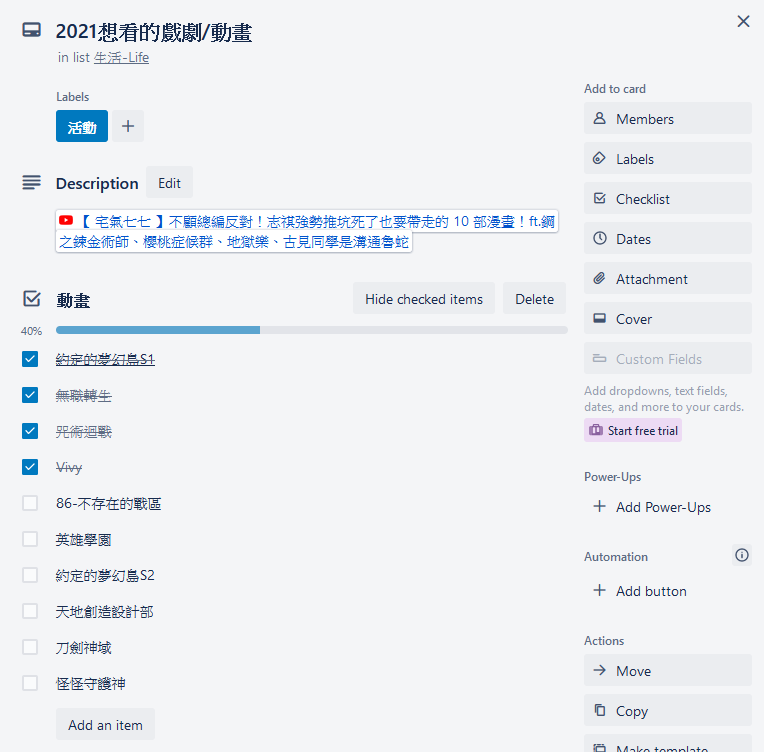 2021想看的戲劇/動畫
in list 生活-Life
Labels
活動
Description
Edit
【 宅氣七七 】不顧總編反對！志祺強勢推坑死了也要帶走的 10 部漫畫！ft.鋼
之鍊金術師、櫻桃症候群、地獄樂、古見同學是溝通魯蛇
動畫
Hide checked items
Delete
40%
約定的夢幻島S1
無職轉生
咒術迴戰
Vivy
86-不存在的戰區
英雄學園
約定的夢幻島S2
天地創造設計部
刀劍神域
怪怪守護神
Add an item
Add to card
Members
Labels
Checklist
Dates
Attachment
Cover
Custom Fields
Add dropdowns, text fields,
dates, and more to your cards.
Start free trial
Power-Ups
Add Power-Ups
Automation
Add button
Actions
Move
Copy
Make template